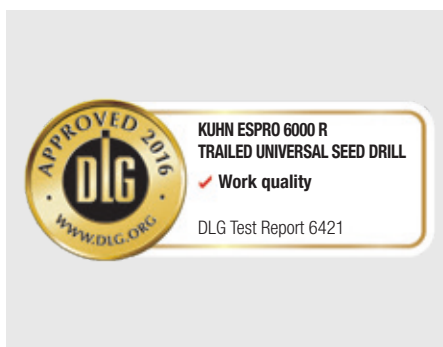 APPROVED 2016
DLG
WWW.DLG.ORG
KUHN ESPRO 6000 R
TRAILED UNIVERSAL SEED DRILL
✓ Work quality
DLG Test Report 6421